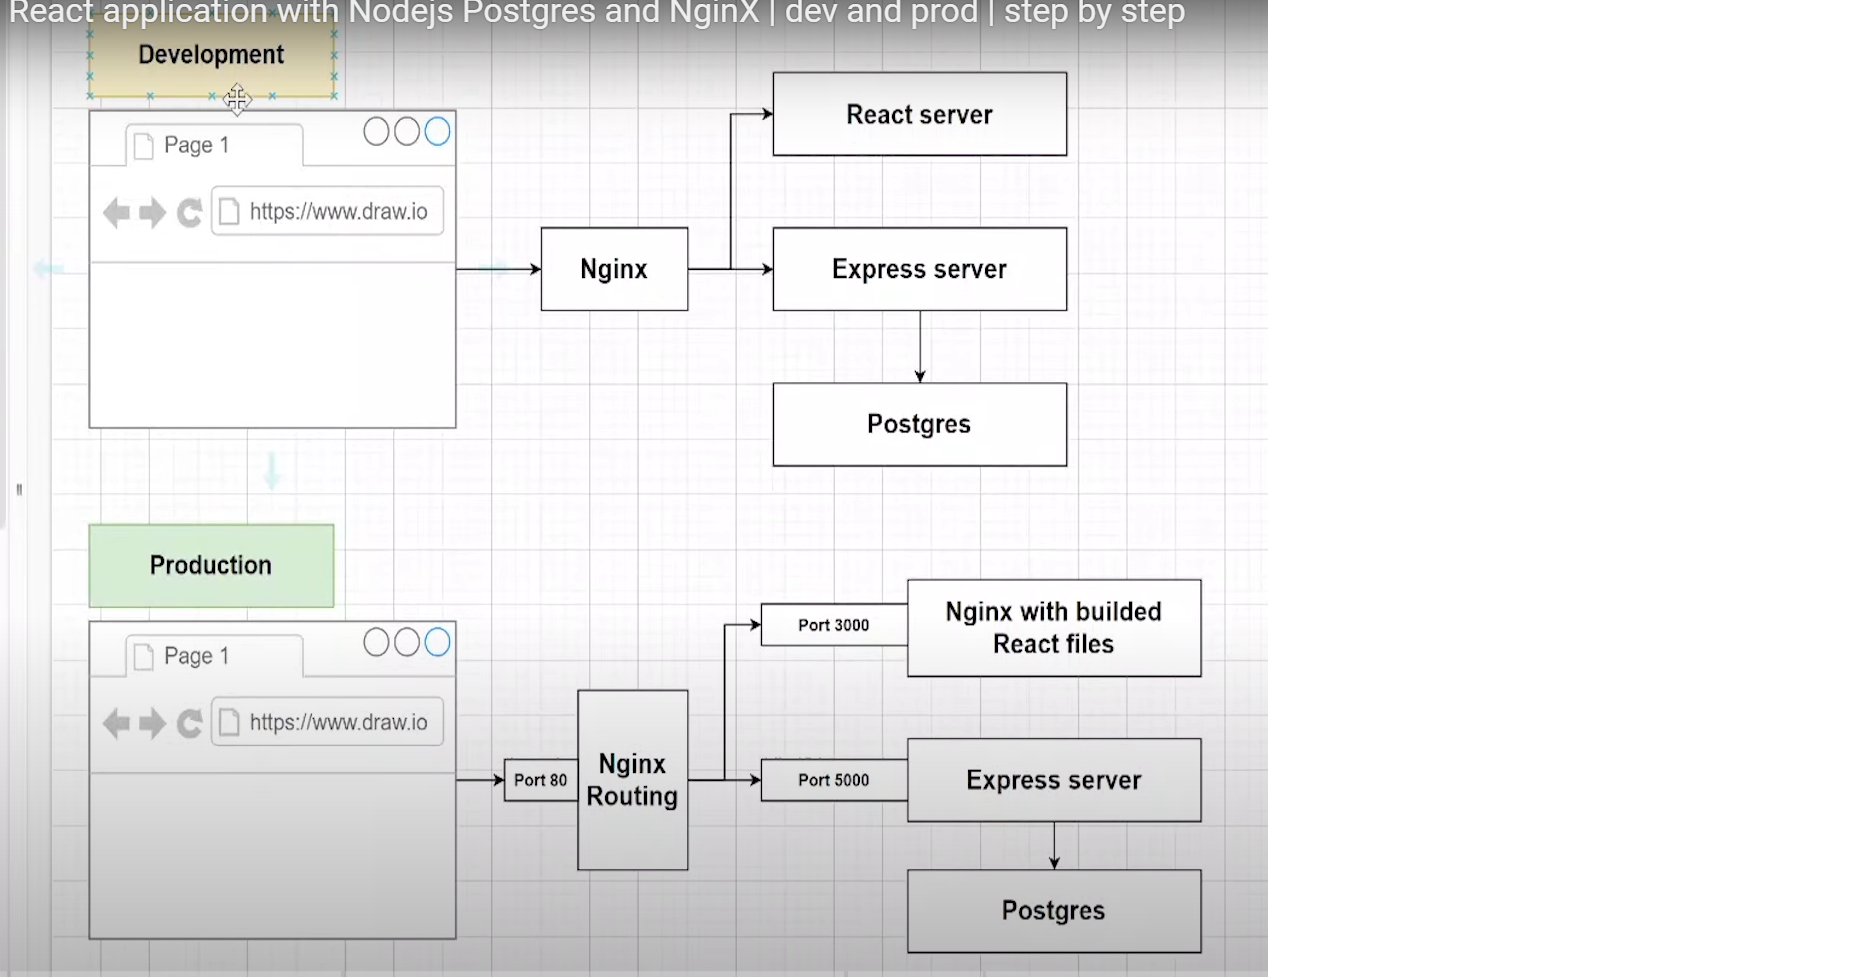 React application with Nodejs Postgres and NginX | dev and prod | step by step
Development
Page 1
https://www.draw.io
Nginx
React server
Express server
Postgres
Production
Page 1
https://www.draw.io
Port 80
Nginx
Routing
Port 3000
Nginx with builded
React files
Port 5000
Express server
Postgres